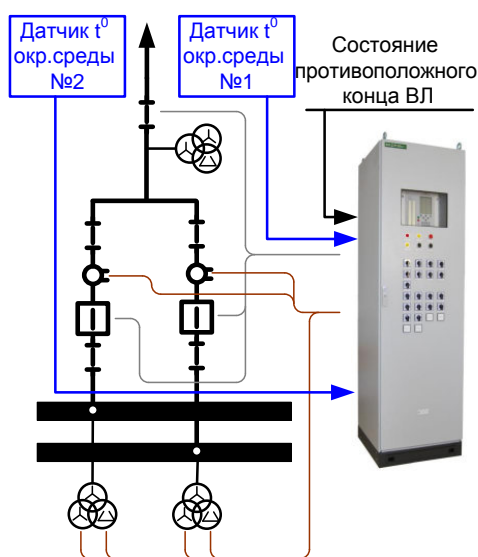 Датчик t⁰
окр.среды
№2
Датчик t⁰
окр.среды
№1
Состояние
противоположного
конца ВЛ